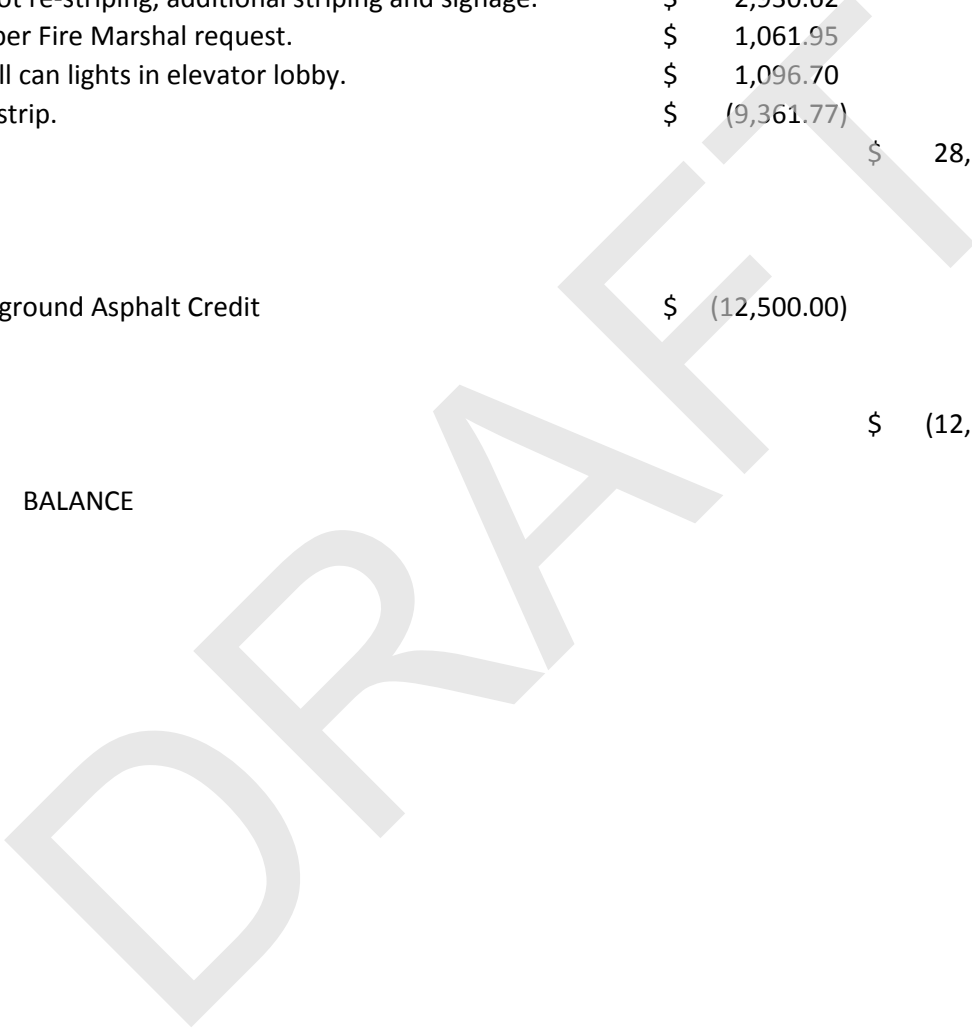 ot re-striping, additional striping and signage. $ 2,930.62
per Fire Marshal request. $ 1,061.95
ll can lights in elevator lobby. $ 1,096.70
strip. $ (9,361.77)
$ 28,
ground Asphalt Credit $ (12,500.00)
$ (12,
BALANCE
DRAFT